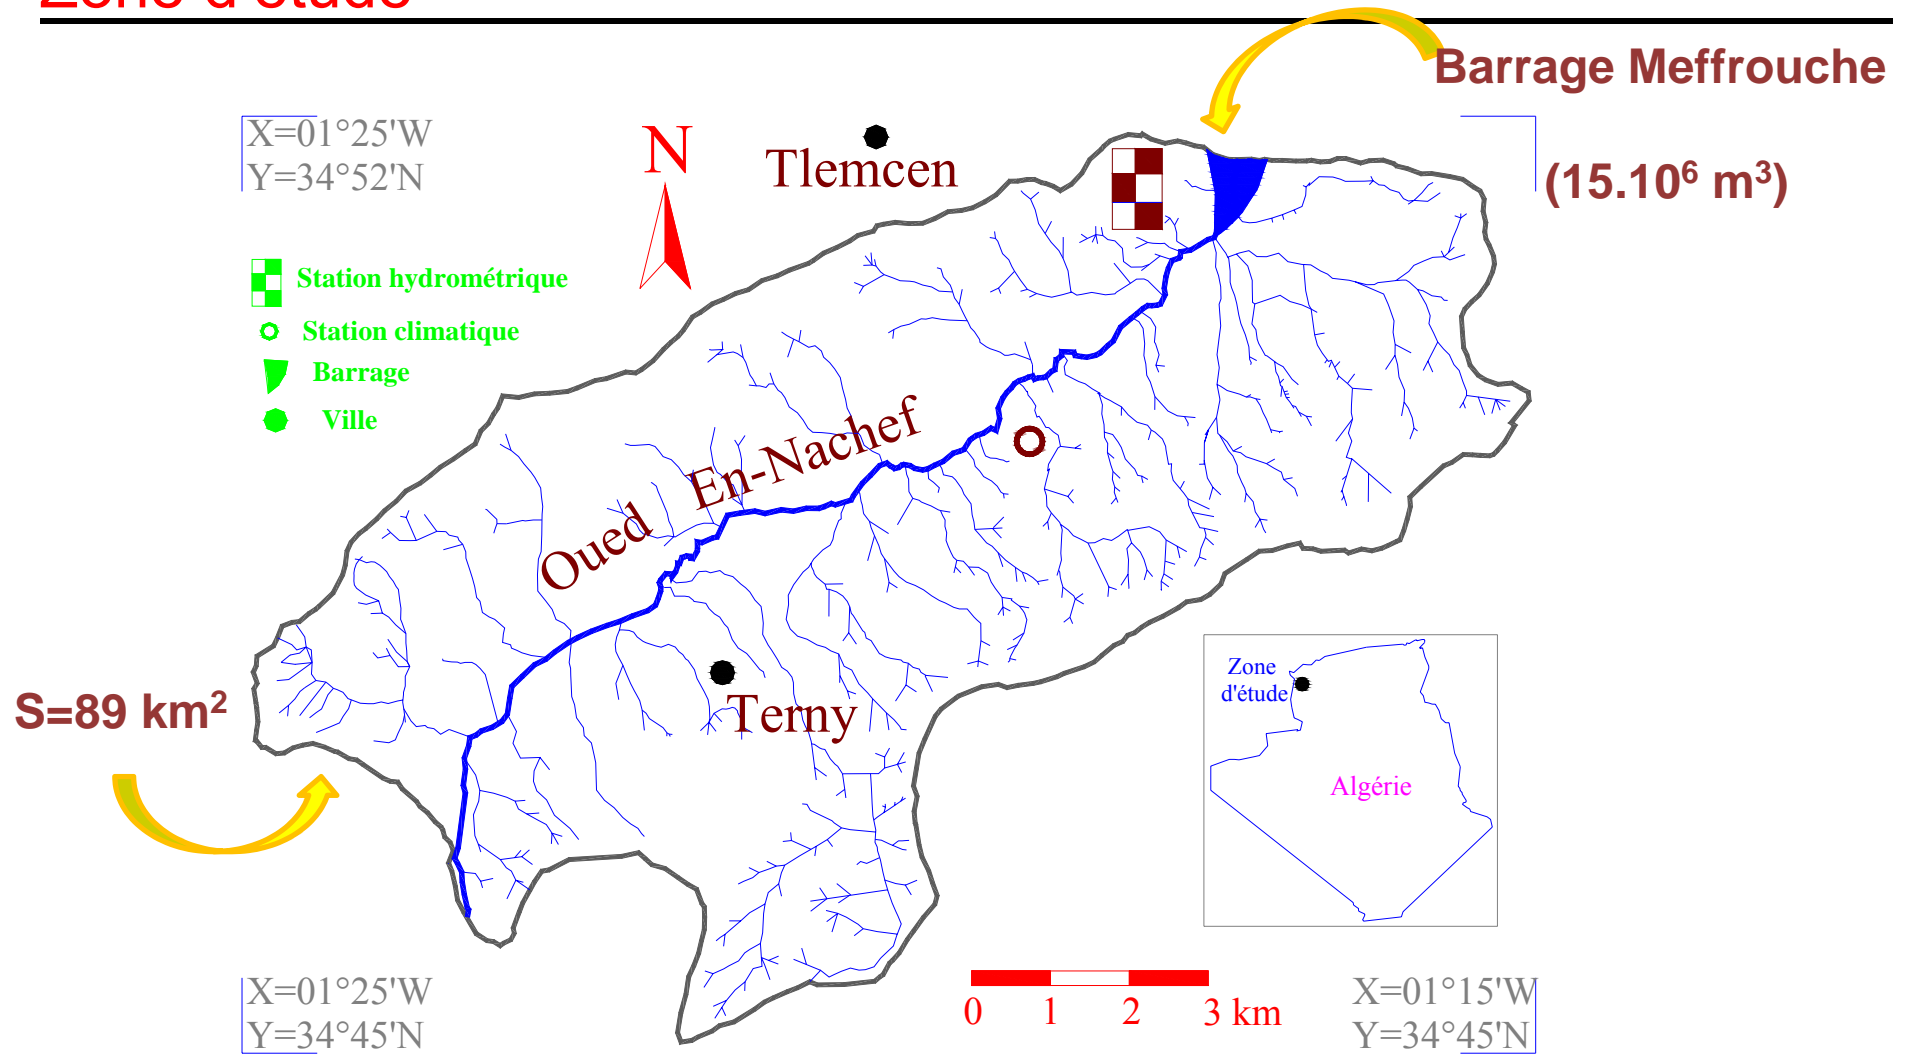 Zone d'étude
Barrage Meffrouche
(15.10⁶ m³)
X=01°25'W
Y=34°52'N
N
Tlemcen
Station hydrométrique
Station climatique
Barrage
Ville
Oued En-Nachef
Terny
S=89 km²
Zone
d'étude
Algérie
X=01°25'W
Y=34°45'N
0 1 2 3 km
X=01°15'W
Y=34°45'N